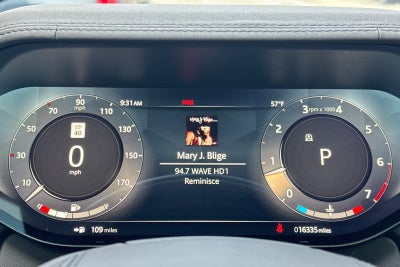 90
70
mph
110
9:31AM
PARK
57°F
3 rpm x 1000 4
50
40
130
2
5
30
0
mph
150
Mary J. Blige
94.7 WAVE HD1
Reminisce
1
P
6
10
170
0
7
109 miles
016335 miles